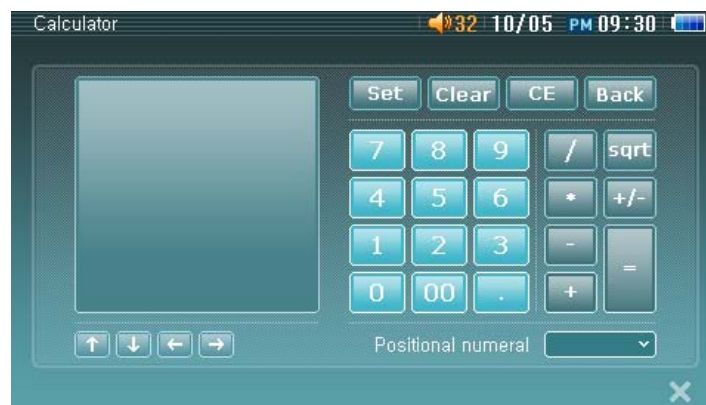 Calculator 32 10/05 PM 09:30
Set Clear CE Back
7 8 9 / sqrt
4 5 6 * +/-
1 2 3 - =
0 00 . +
↑ ↓ ← → Positional numeral